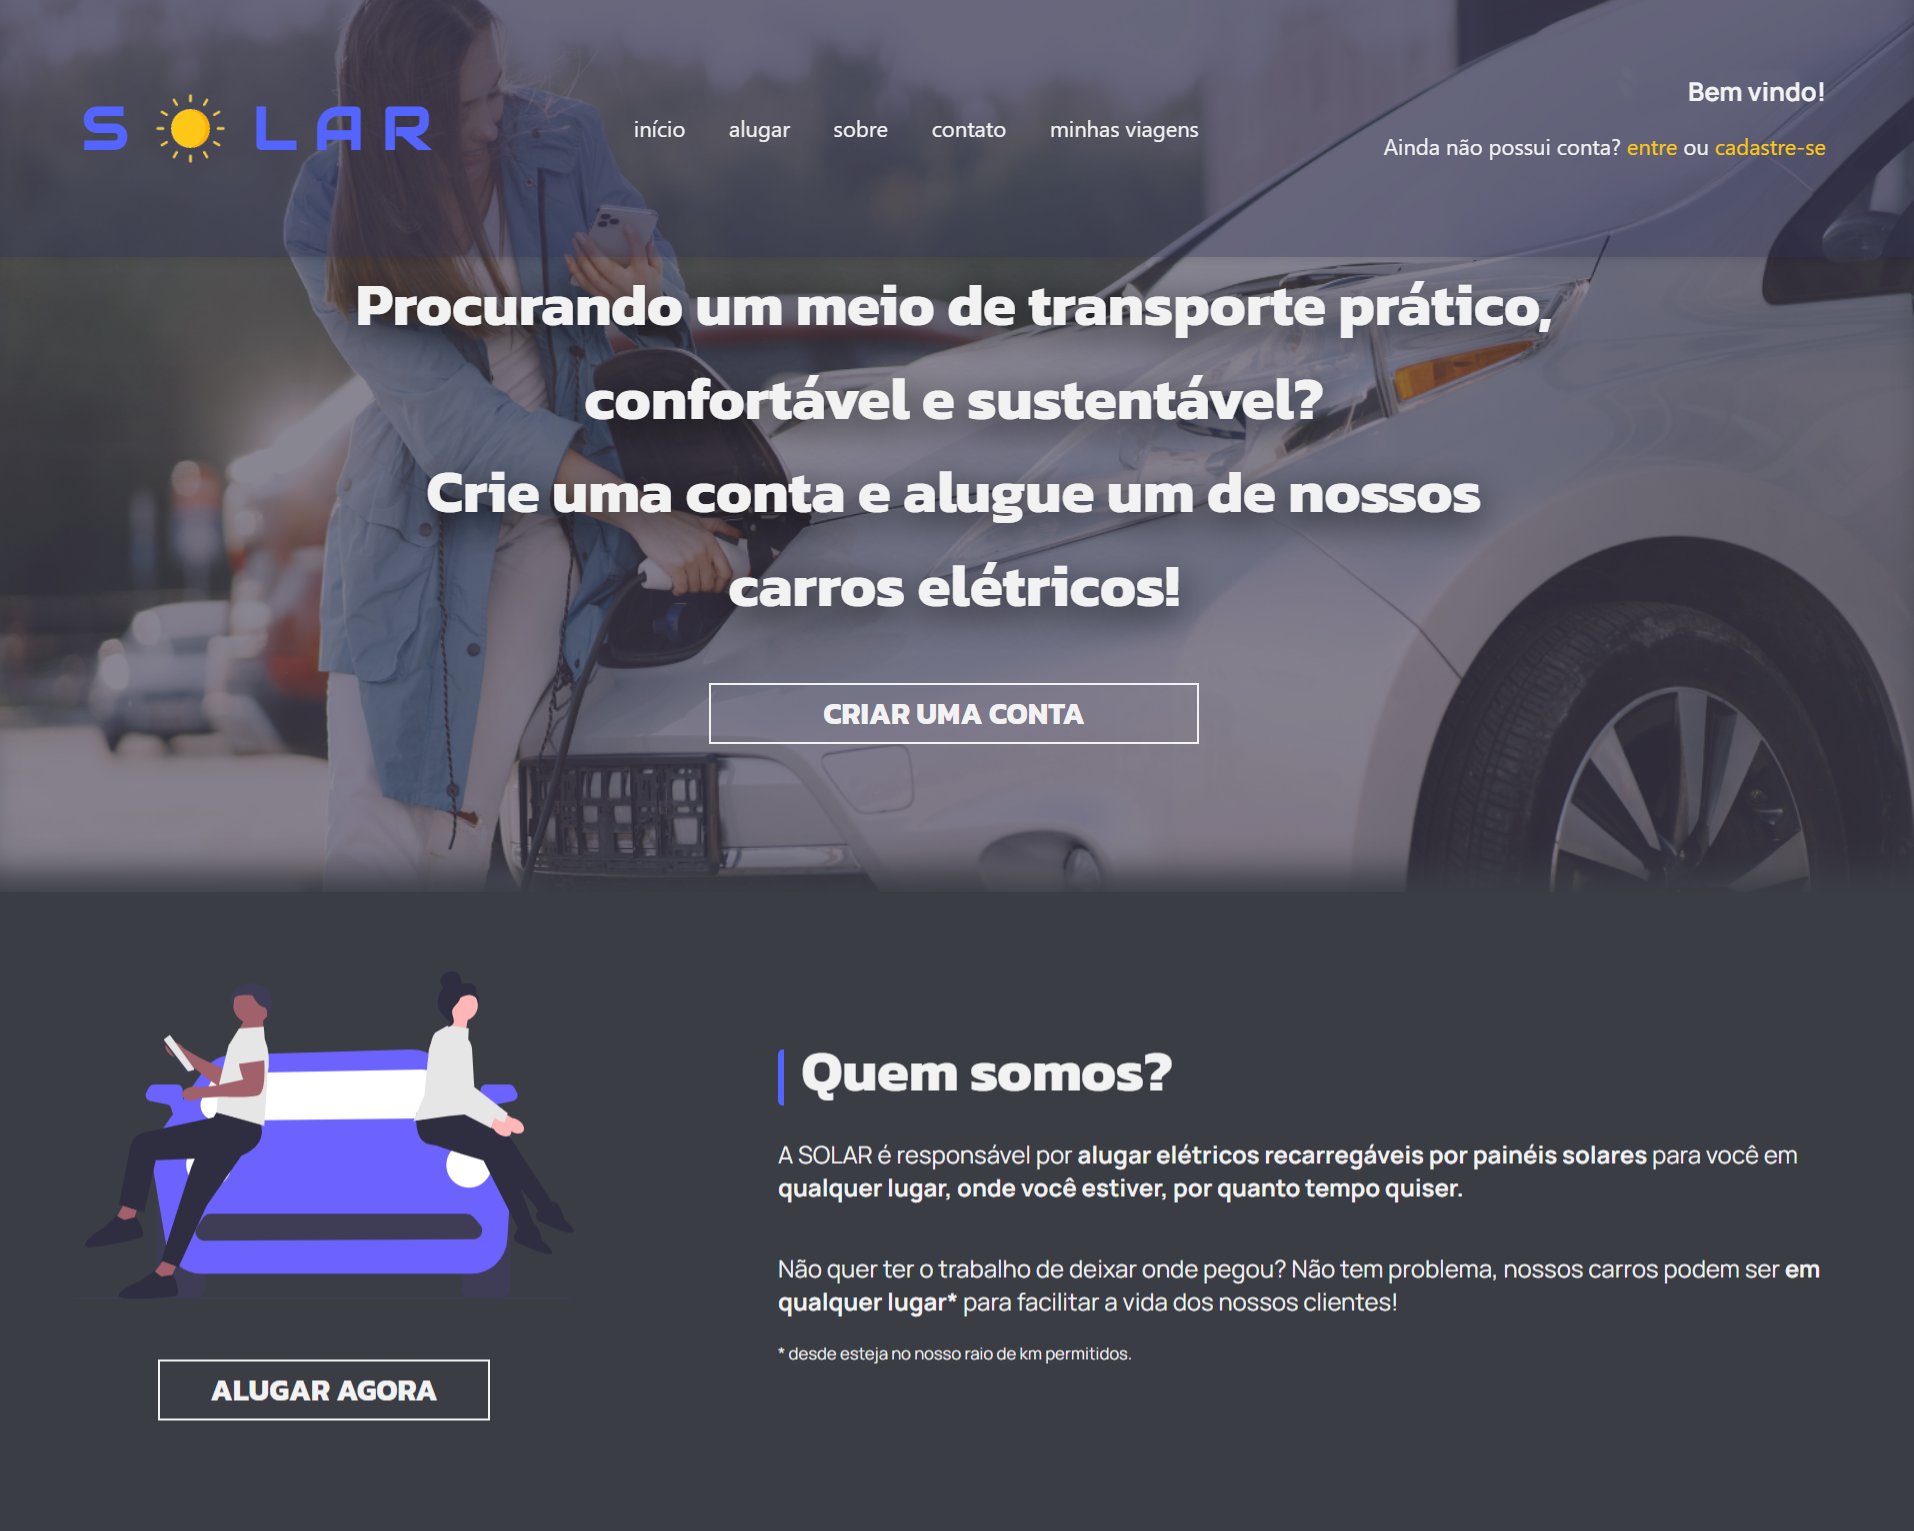 SOLAR
início alugar sobre contato minhas viagens
Bem vindo!
Ainda não possui conta? entre ou cadastre-se
Procurando um meio de transporte prático,
confortável e sustentável?
Crie uma conta e alugue um de nossos
carros elétricos!
CRIAR UMA CONTA
Quem somos?
A SOLAR é responsável por alugar elétricos recarregáveis por painéis solares para você em
qualquer lugar, onde você estiver, por quanto tempo quiser.
Não quer ter o trabalho de deixar onde pegou? Não tem problema, nossos carros podem ser em
qualquer lugar* para facilitar a vida dos nossos clientes!
* desde esteja no nosso raio de km permitidos.
ALUGAR AGORA